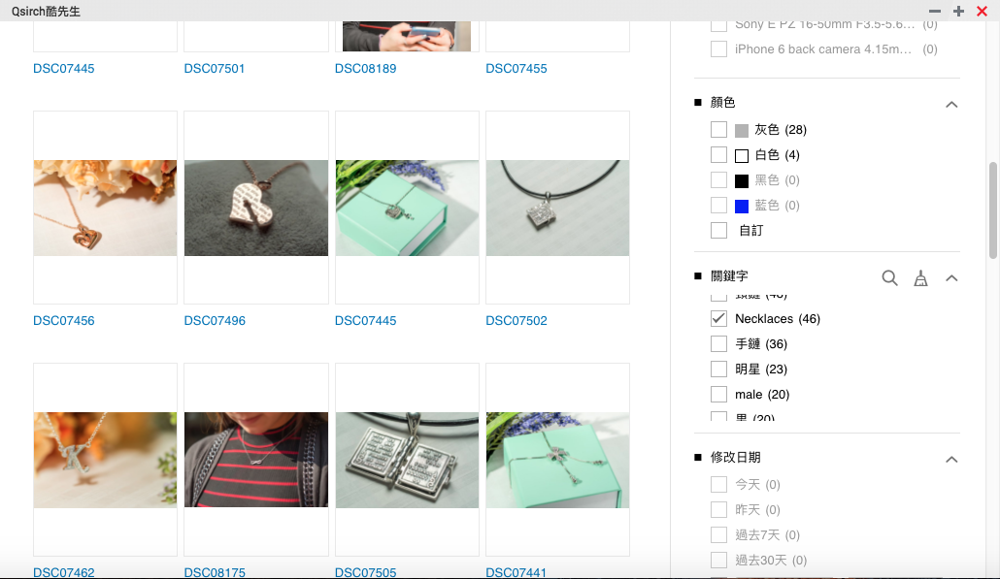 Qsirch酷先生
DSC07445
DSC07501
DSC08189
DSC07455
DSC07456
DSC07496
DSC07445
DSC07502
DSC07462
DSC08175
DSC07505
DSC07441
Sony E PZ 16-50mm F3.5-5.6... (0)
iPhone 6 back camera 4.15m... (0)
顏色
灰色 (28)
白色 (4)
黑色 (0)
藍色 (0)
自訂
關鍵字
Necklaces (46)
手鏈 (36)
明星 (23)
male (20)
男 (20)
修改日期
今天 (0)
昨天 (0)
過去7天 (0)
過去30天 (0)